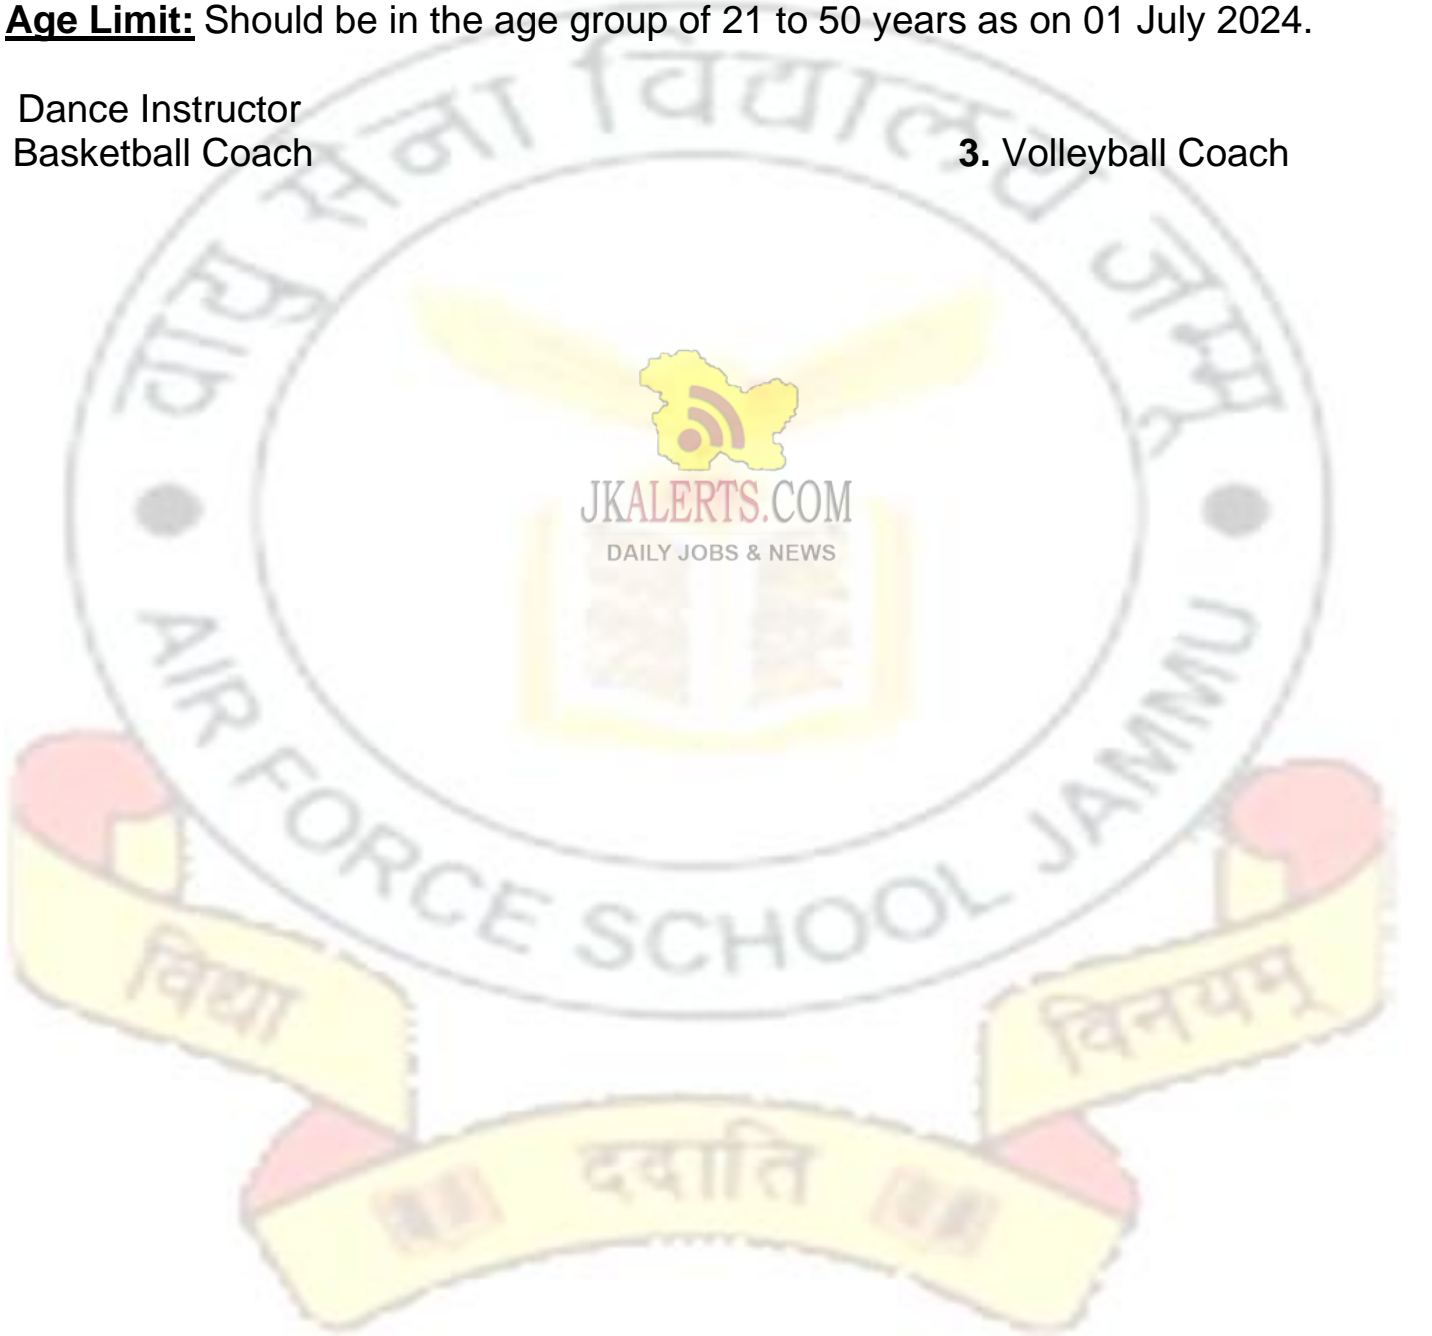 Age Limit: Should be in the age group of 21 to 50 years as on 01 July 2024.
Dance Instructor
Basketball Coach 3. Volleyball Coach
वायु सेना विद्यालय जम्मू
JKALERTS.COM
DAILY JOBS & NEWS
AIR FORCE SCHOOL JAMMU
विद्या
ददाति
विनयम्